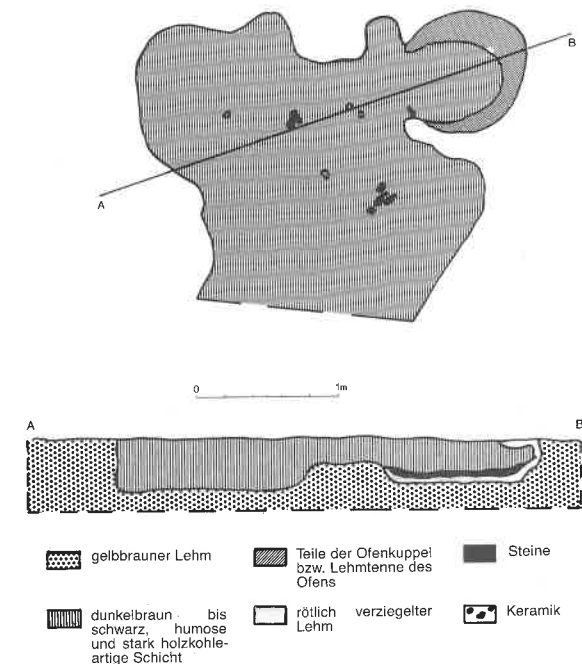 B
A
0 1m
A B
gelbbrauner Lehm
Teile der Ofenkuppel
bzw. Lehmtenne des
Ofens
Steine
dunkelbraun bis
schwarz, humose
und stark holzkohle-
artige Schicht
rötlich verziegelter
Lehm
Keramik